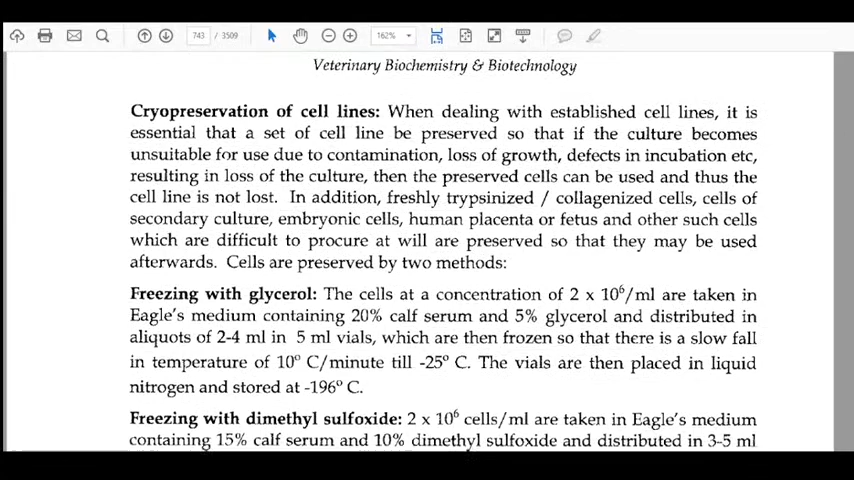 743 / 3509
162%
Veterinary Biochemistry & Biotechnology
Cryopreservation of cell lines: When dealing with established cell lines, it is
essential that a set of cell line be preserved so that if the culture becomes
unsuitable for use due to contamination, loss of growth, defects in incubation etc,
resulting in loss of the culture, then the preserved cells can be used and thus the
cell line is not lost. In addition, freshly trypsinized / collagenized cells, cells of
secondary culture, embryonic cells, human placenta or fetus and other such cells
which are difficult to procure at will are preserved so that they may be used
afterwards. Cells are preserved by two methods:
Freezing with glycerol: The cells at a concentration of 2 x 10⁶/ml are taken in
Eagle's medium containing 20% calf serum and 5% glycerol and distributed in
aliquots of 2-4 ml in 5 ml vials, which are then frozen so that there is a slow fall
in temperature of 10° C/minute till -25° C. The vials are then placed in liquid
nitrogen and stored at -196° C.
Freezing with dimethyl sulfoxide: 2 x 10⁶ cells/ml are taken in Eagle's medium
containing 15% calf serum and 10% dimethyl sulfoxide and distributed in 3-5 ml